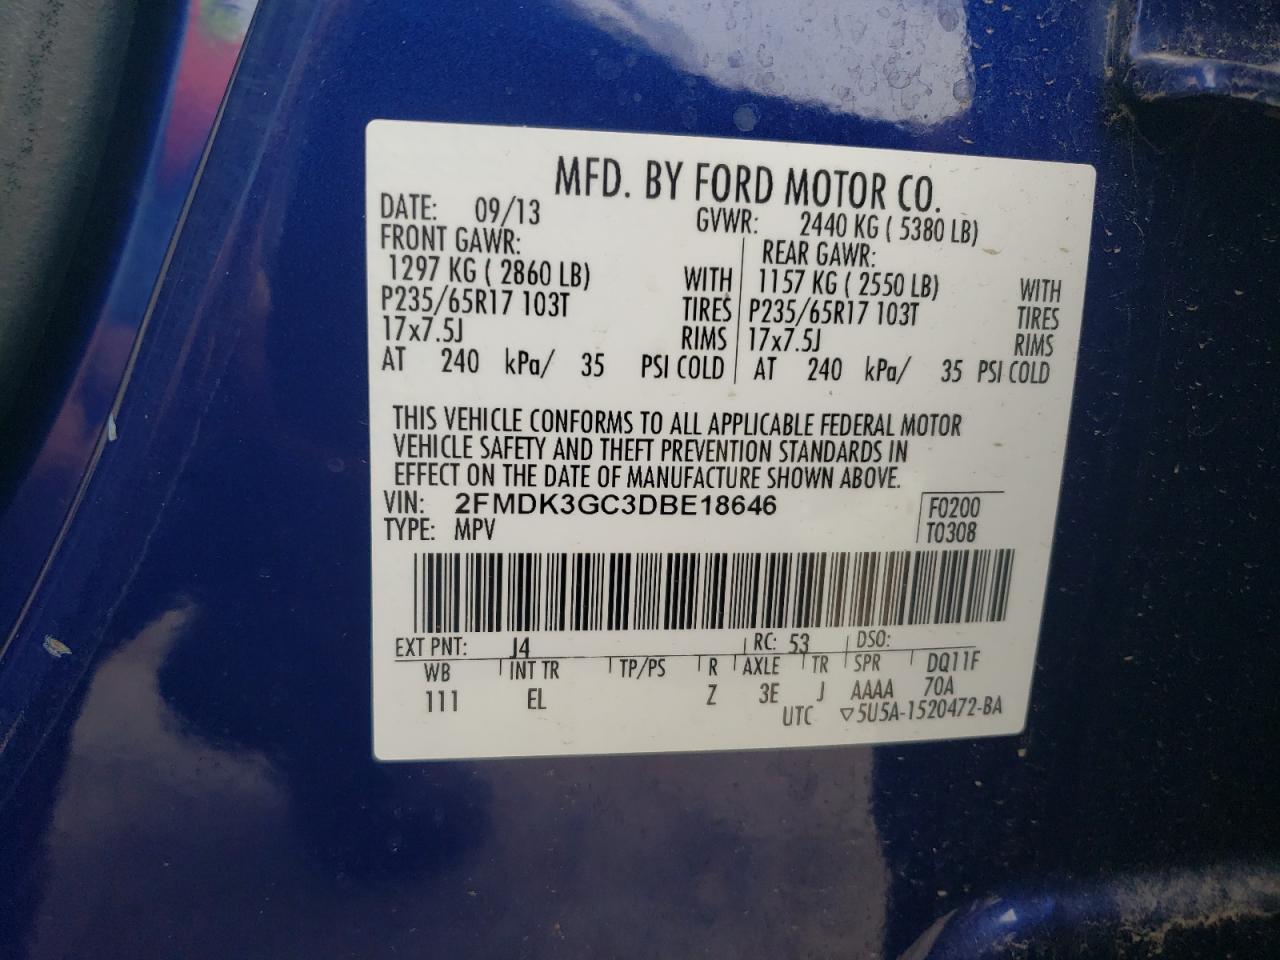 MFD. BY FORD MOTOR CO.
DATE: 09/13 GVWR: 2440 KG ( 5380 LB)
FRONT GAWR: REAR GAWR:
1297 KG ( 2860 LB) WITH 1157 KG ( 2550 LB) WITH
P235/65R17 103T TIRES P235/65R17 103T TIRES
17x7.5J RIMS 17x7.5J RIMS
AT 240 kPa/ 35 PSI COLD AT 240 kPa/ 35 PSI COLD
THIS VEHICLE CONFORMS TO ALL APPLICABLE FEDERAL MOTOR
VEHICLE SAFETY AND THEFT PREVENTION STANDARDS IN
EFFECT ON THE DATE OF MANUFACTURE SHOWN ABOVE.
VIN: 2FMDK3GC3DBE18646 F0200
TYPE: MPV T0308
EXT PNT: J4 RC: 53 DSO:
WB INT TR TP/PS R AXLE TR SPR DQ11F
111 EL Z 3E J AAAA 70A
UTC ▽5U5A-1520472-BA